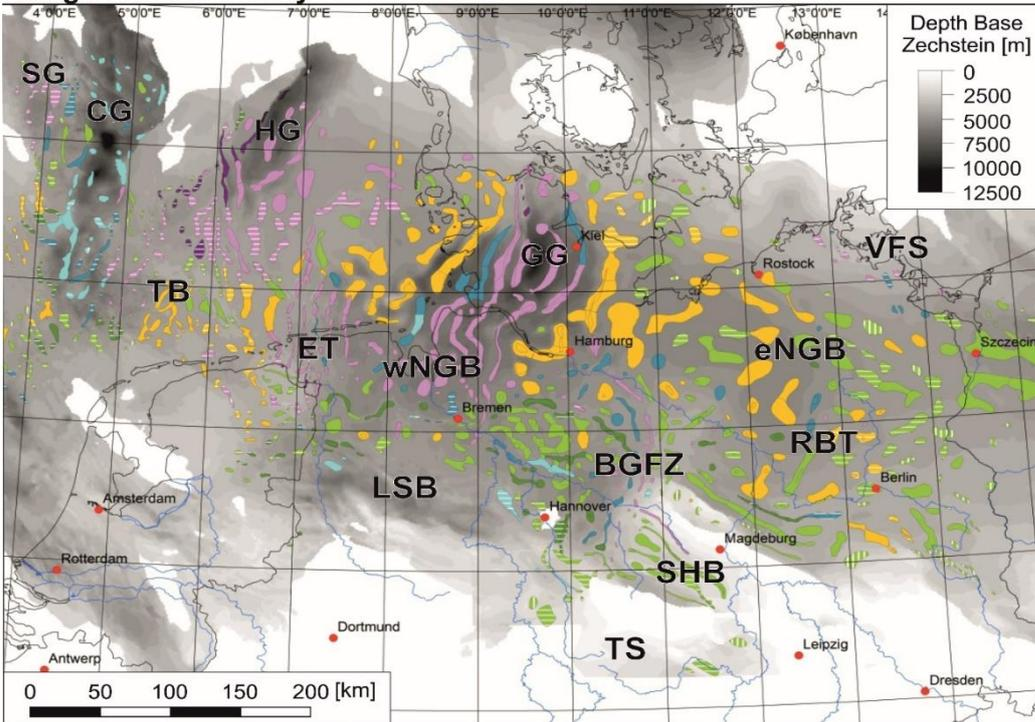 4°0'0"E
5°0'0"E
6°0'0"E
7°0'0"E
8°0'0"E
9°0'0"E
10°0'0"E
11°0'0"E
12°0'0"E
13°0'0"E
Depth Base
Zechstein [m]
0
2500
5000
7500
10000
12500
København
SG
CG
HG
GG
Kiel
VFS
Rostock
TB
ET
wNGB
Hamburg
eNGB
Szczecin
Bremen
BGFZ
RBT
LSB
Berlin
Amsterdam
Hannover
Magdeburg
Rotterdam
SHB
Dortmund
TS
Leipzig
Antwerp
Dresden
0 50 100 150 200 [km]